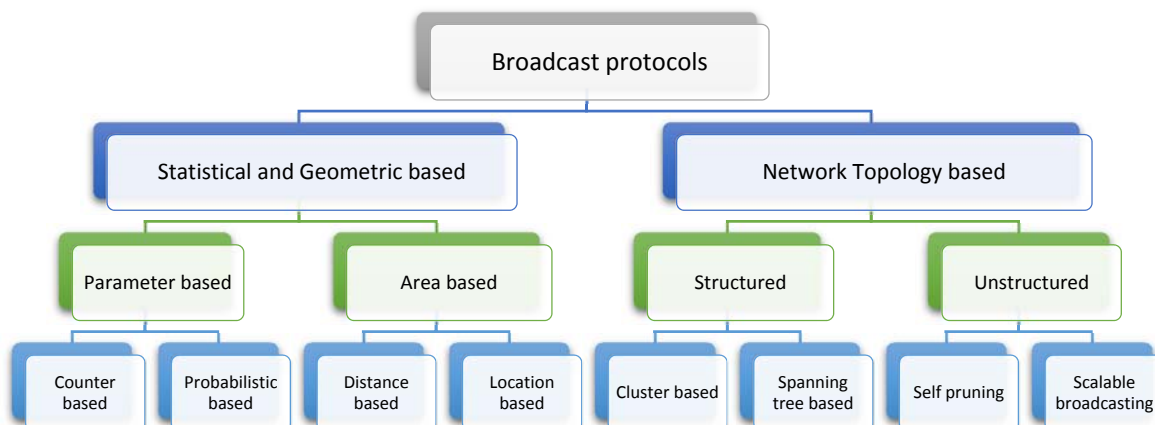 Broadcast protocols
Statistical and Geometric based
Network Topology based
Parameter based
Area based
Structured
Unstructured
Counter
based
Probabilistic
based
Distance
based
Location
based
Cluster based
Spanning
tree based
Self pruning
Scalable
broadcasting